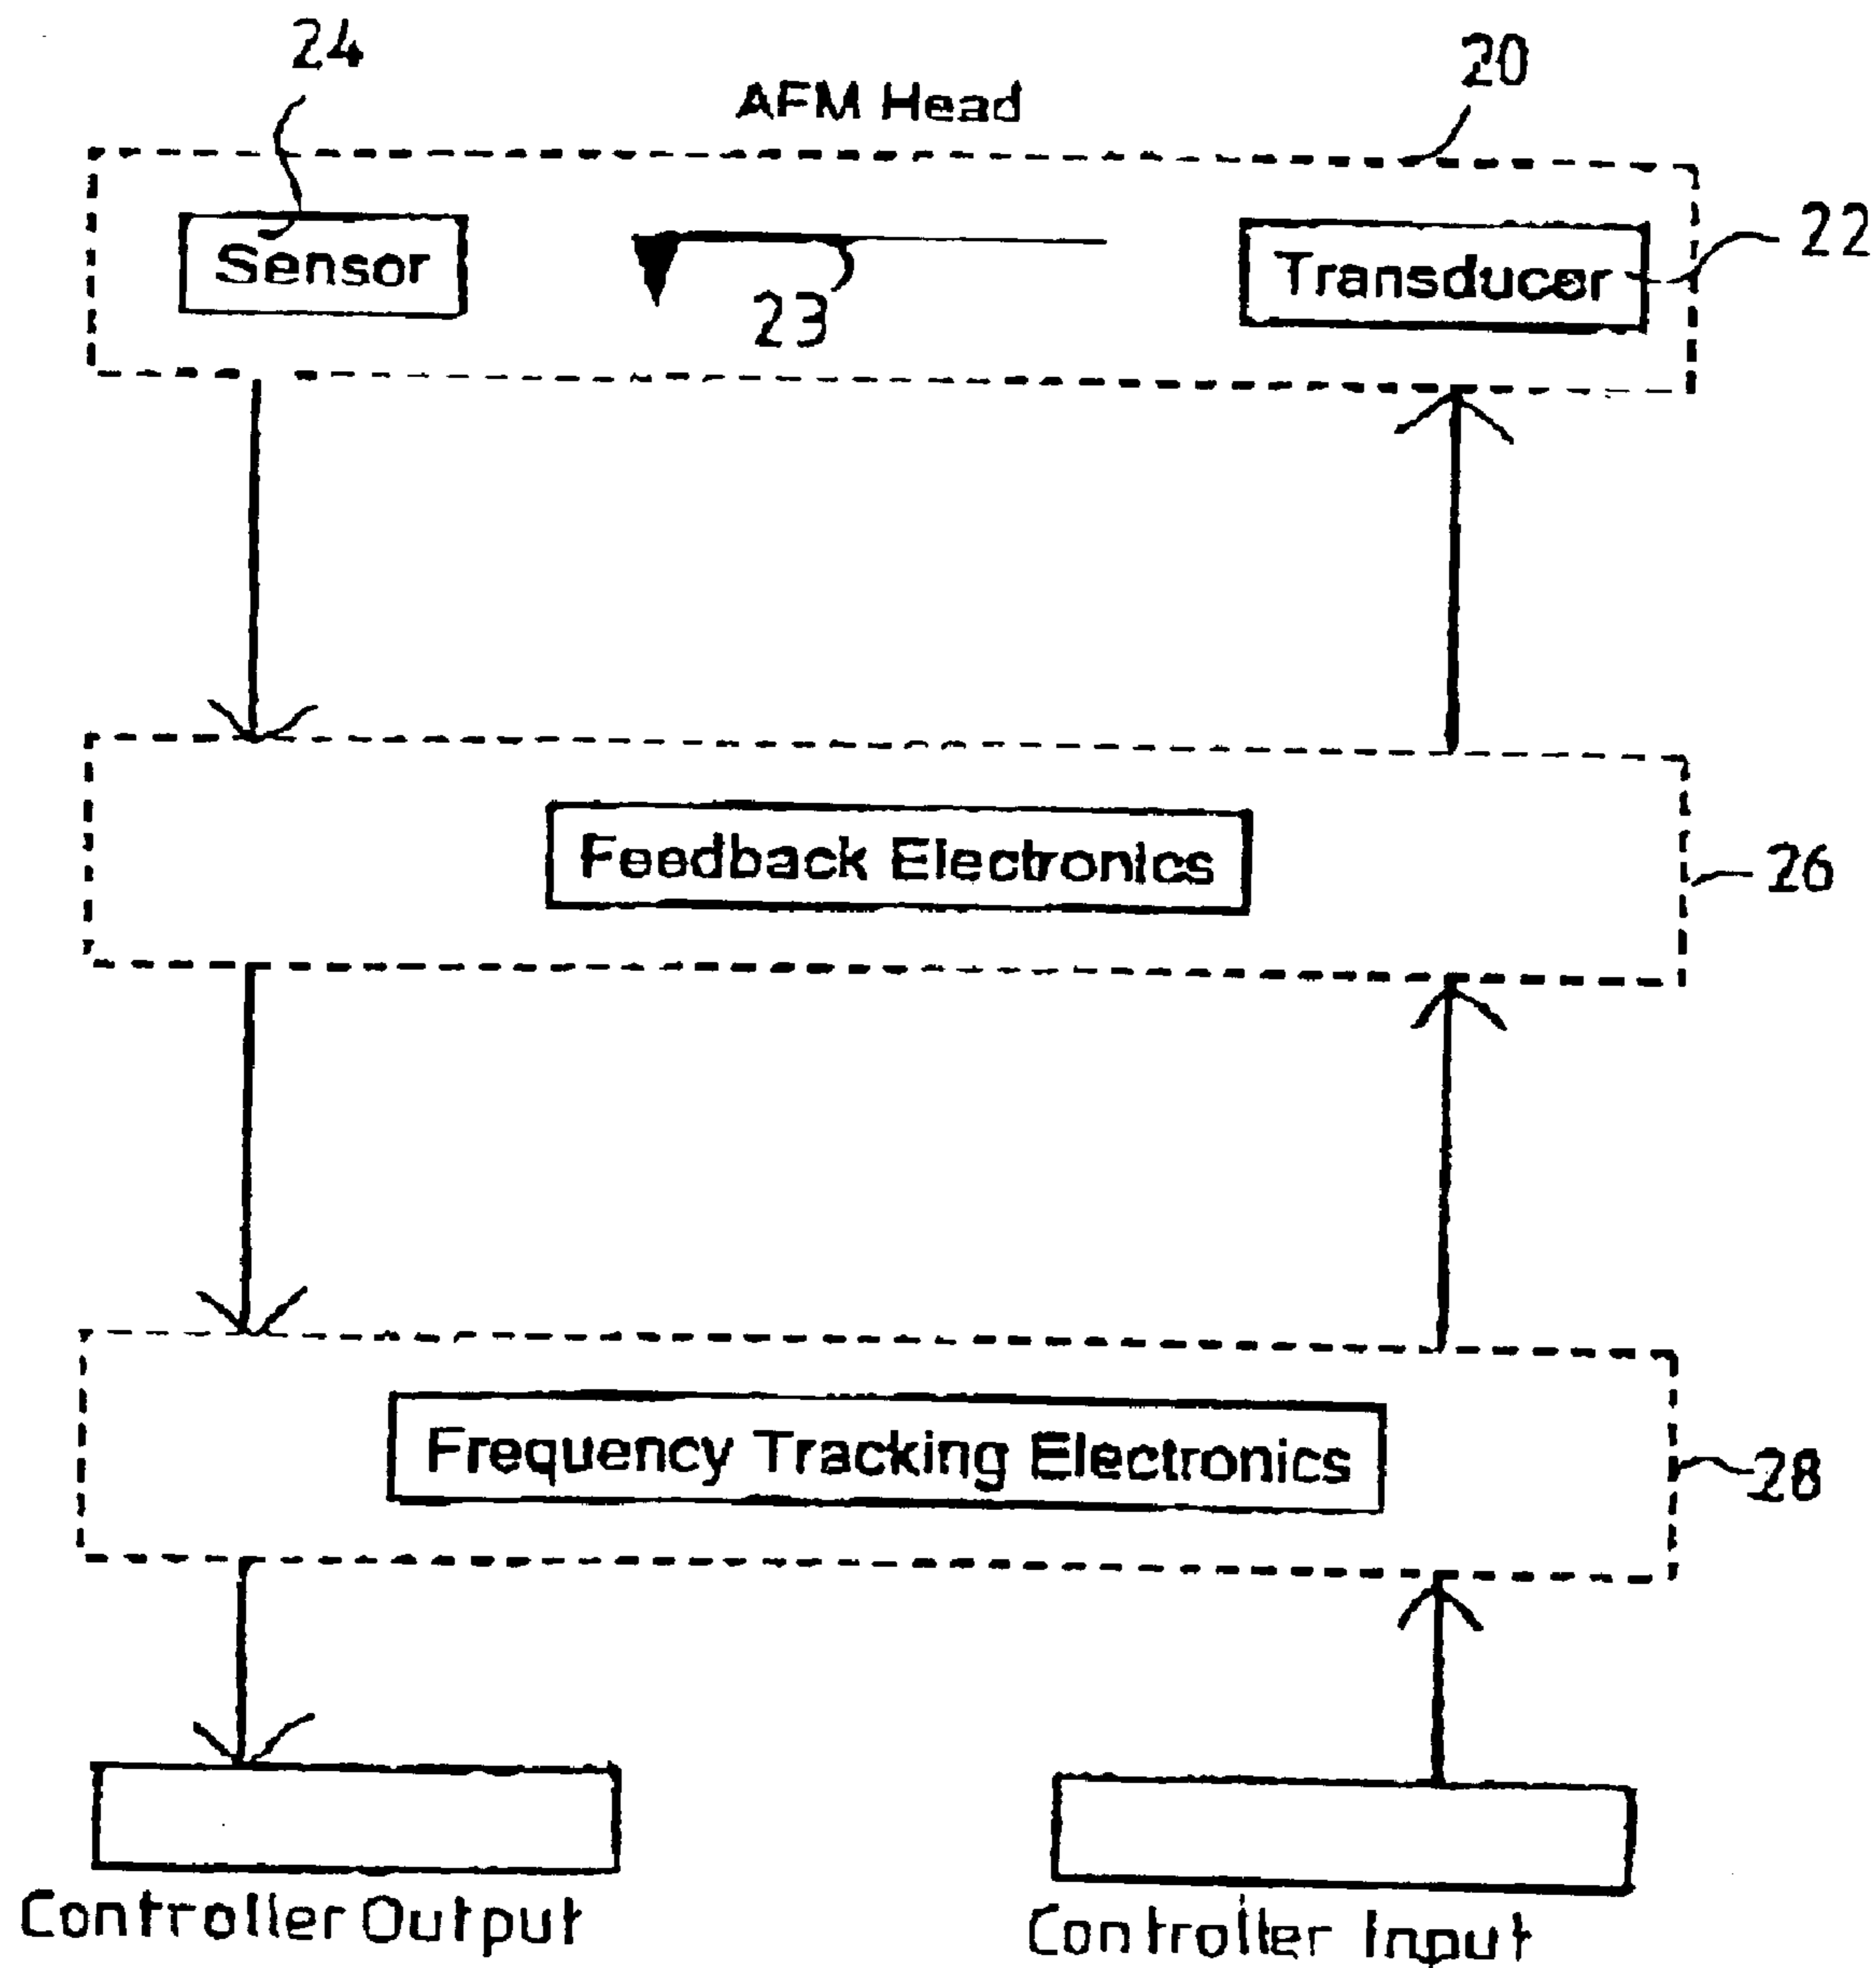 24
20
AFM Head
Sensor
23
Transducer
22
Feedback Electronics
26
Frequency Tracking Electronics
28
Controller Output
Controller Input